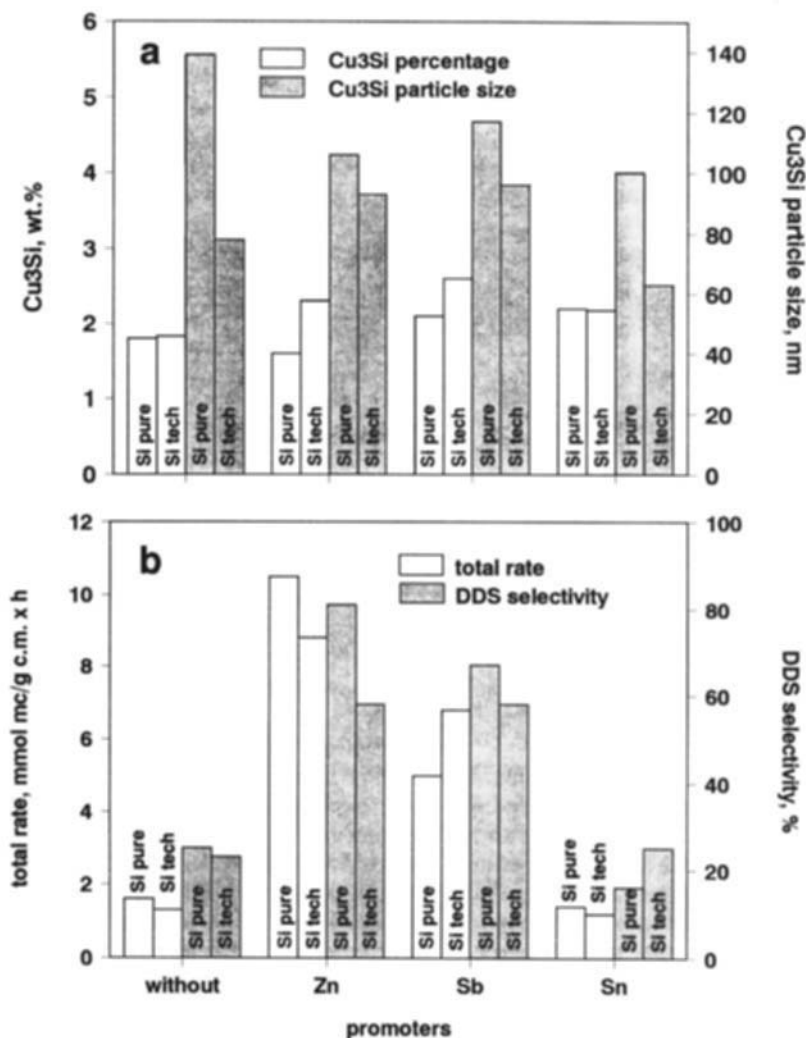 a
Cu3Si percentage
Cu3Si particle size
Cu3Si, wt.%
6
5
4
3
2
1
0
Cu3Si particle size, nm
140
120
100
80
60
40
20
0
Si pure
Si tech
Si pure
Si tech
Si pure
Si tech
Si pure
Si tech
Si pure
Si tech
Si pure
Si tech
Si pure
Si tech
Si pure
Si tech
b
total rate
DDS selectivity
total rate, mmol mc/g c.m. x h
12
10
8
6
4
2
0
DDS selectivity, %
100
80
60
40
20
0
Si pure
Si tech
Si pure
Si tech
Si pure
Si tech
Si pure
Si tech
Si pure
Si tech
Si pure
Si tech
Si pure
Si tech
Si pure
Si tech
without
Zn
Sb
Sn
promoters